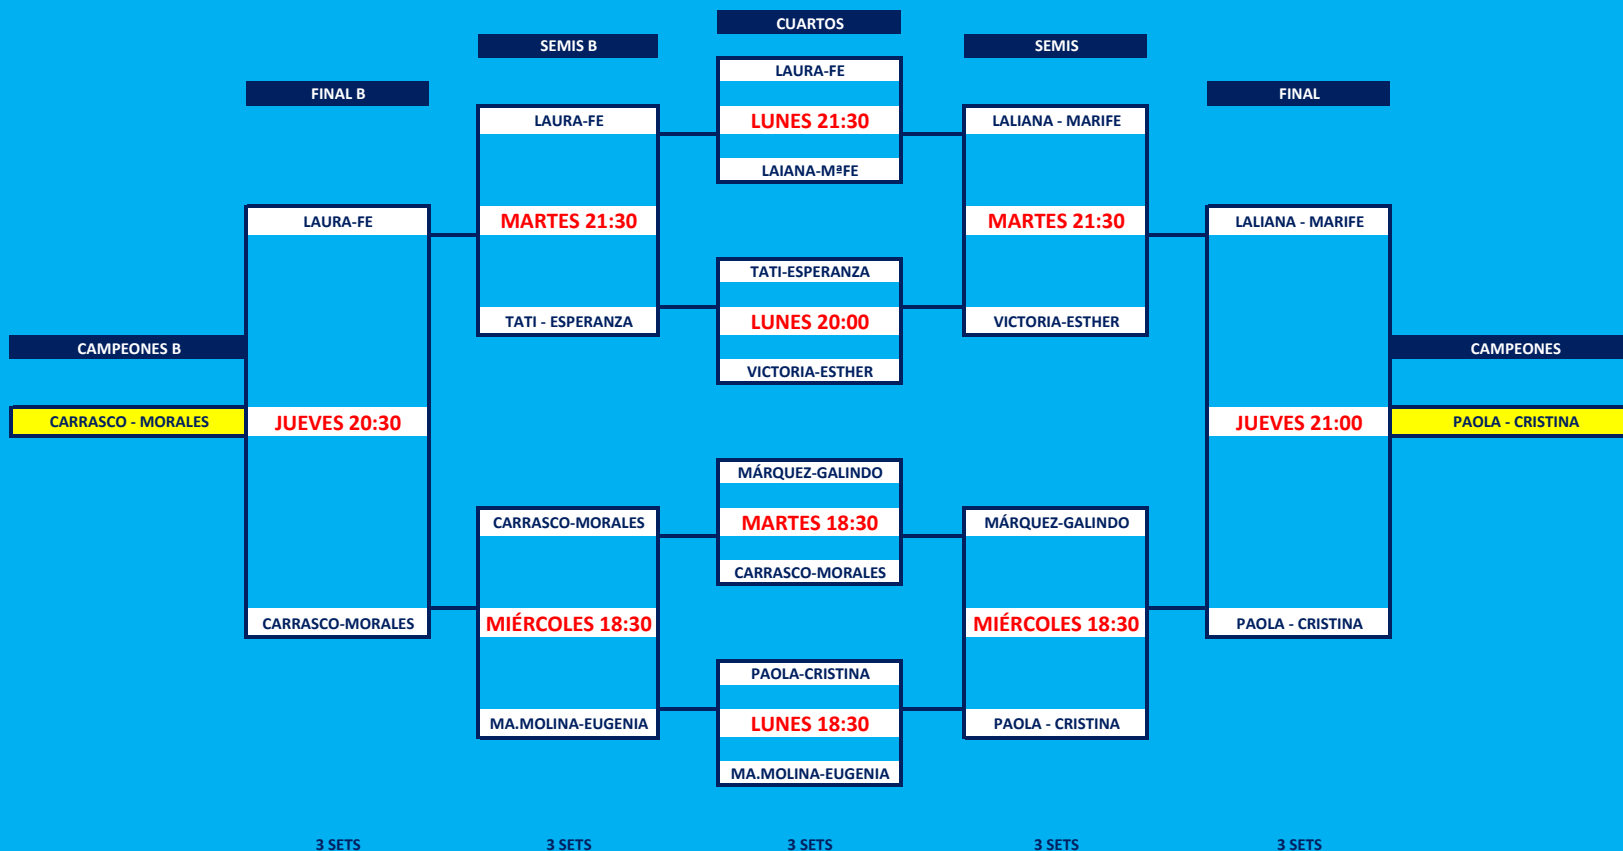 CUARTOS
SEMIS B
SEMIS
LAURA-FE
FINAL B
FINAL
LAURA-FE
LUNES 21:30
LALIANA - MARIFE
LAIANA-MªFE
LAURA-FE
MARTES 21:30
MARTES 21:30
LALIANA - MARIFE
TATI-ESPERANZA
TATI - ESPERANZA
LUNES 20:00
VICTORIA-ESTHER
CAMPEONES B
CAMPEONES
VICTORIA-ESTHER
CARRASCO - MORALES
JUEVES 20:30
JUEVES 21:00
PAOLA - CRISTINA
MÁRQUEZ-GALINDO
CARRASCO-MORALES
MARTES 18:30
MÁRQUEZ-GALINDO
CARRASCO-MORALES
CARRASCO-MORALES
MIÉRCOLES 18:30
MIÉRCOLES 18:30
PAOLA - CRISTINA
PAOLA-CRISTINA
MA.MOLINA-EUGENIA
LUNES 18:30
PAOLA - CRISTINA
MA.MOLINA-EUGENIA
3 SETS
3 SETS
3 SETS
3 SETS
3 SETS